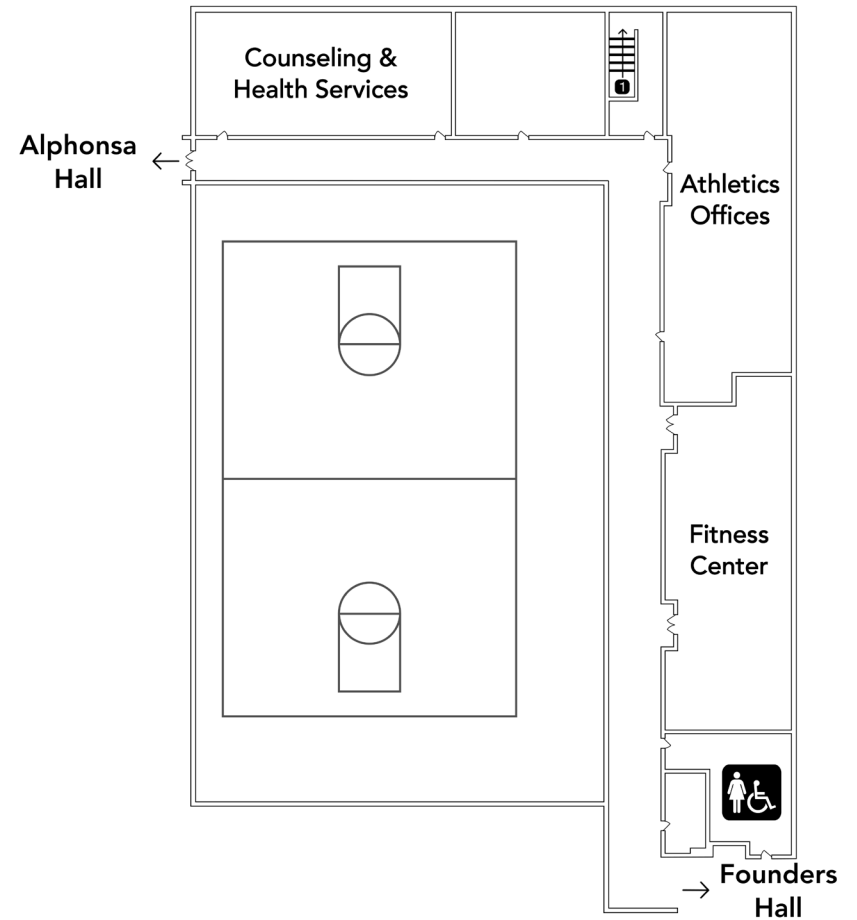 Counseling &
Health Services
1
Alphonsa
Hall
Athletics
Offices
Fitness
Center
Founders
Hall